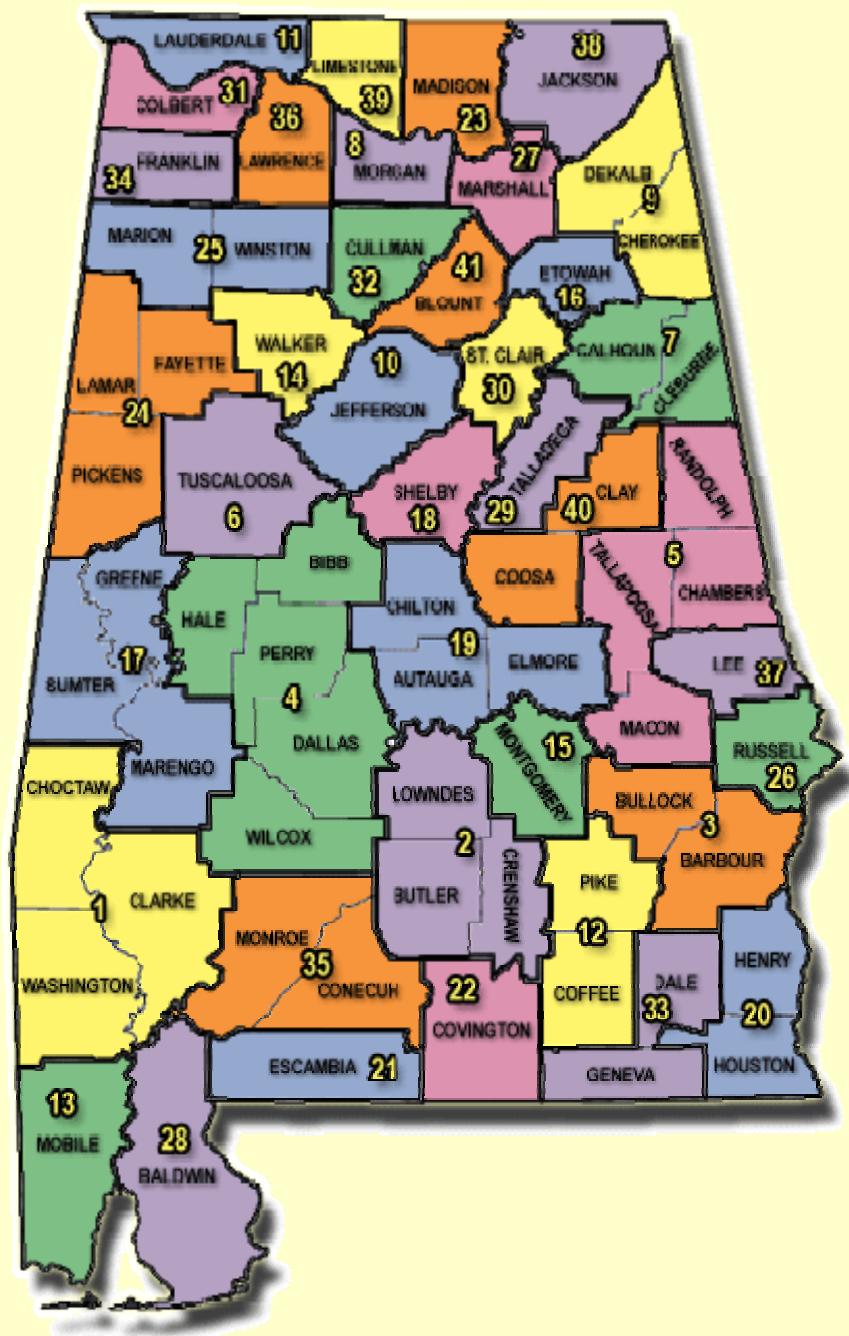 LAUDERDALE 11
LIMESTONE
39
MADISON
23
38
JACKSON
COLBERT 31
36
LAWRENCE
8
MORGAN
27
MARSHALL
DEKALB
9
CHEROKEE
34 FRANKLIN
MARION
25 WINSTON
CULLMAN
32
41
BLOUNT
ETOWAH
16
WALKER
14
10
JEFFERSON
ST. CLAIR
30
CALHOUN 7
CLEBURNE
LAMAR
FAYETTE
24
PICKENS
TUSCALOOSA
6
SHELBY
18
TALLADEGA
29
40 CLAY
RANDOLPH
GREENE
BIBB
COOSA
TALLAPOOSA
5
CHAMBERS
HALE
CHILTON
PERRY
19
AUTAUGA
ELMORE
LEE 37
17
SUMTER
4
DALLAS
MONTGOMERY
15
MACON
RUSSELL
26
CHOCTAW
MARENGO
LOWNDES
BULLOCK
3
BARBOUR
WILCOX
2
BUTLER
CRENSHAW
PIKE
12
COFFEE
1
CLARKE
MONROE
35
CONECUH
WASHINGTON
22
COVINGTON
DALE
33
HENRY
20
HOUSTON
ESCAMBIA 21
GENEVA
13
MOBILE
28
BALDWIN